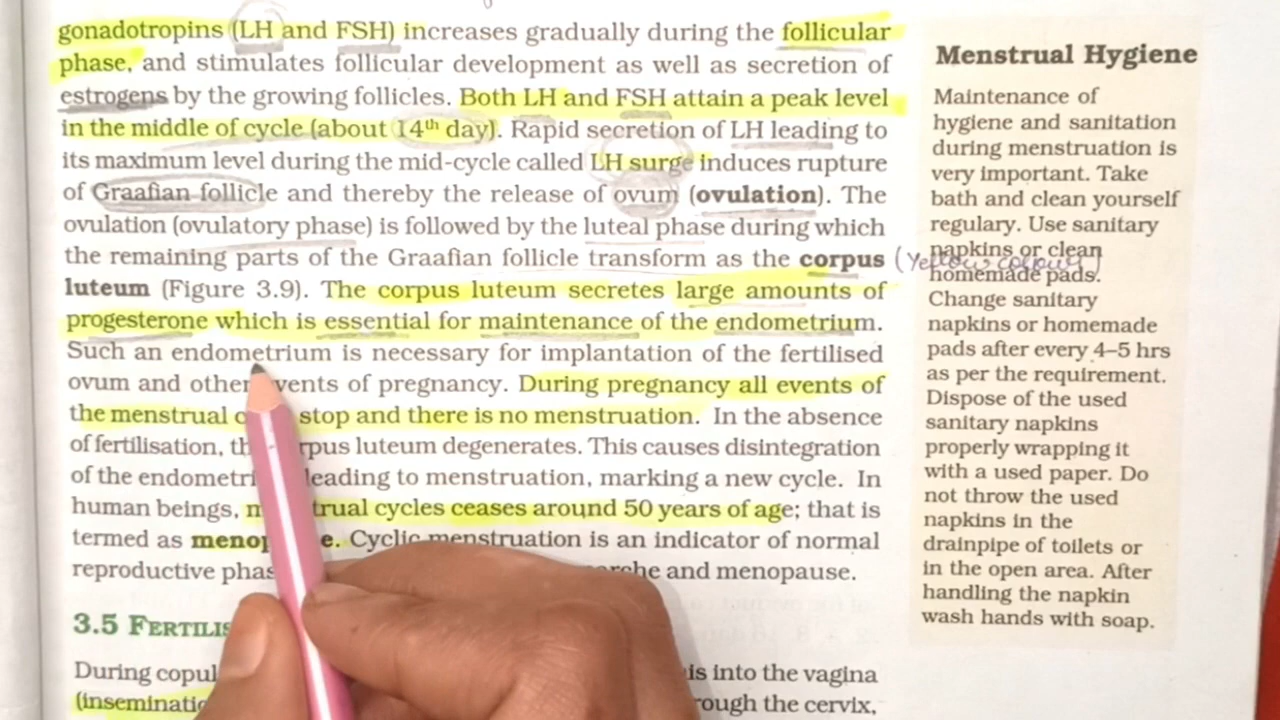 gonadotropins (LH and FSH) increases gradually during the follicular
phase, and stimulates follicular development as well as secretion of
estrogens by the growing follicles. Both LH and FSH attain a peak level
in the middle of cycle (about 14th day). Rapid secretion of LH leading to
its maximum level during the mid-cycle called LH surge induces rupture
of Graafian follicle and thereby the release of ovum (ovulation). The
ovulation (ovulatory phase) is followed by the luteal phase during which
the remaining parts of the Graafian follicle transform as the corpus
luteum (Figure 3.9). The corpus luteum secretes large amounts of
progesterone which is essential for maintenance of the endometrium.
Such an endometrium is necessary for implantation of the fertilised
ovum and other vents of pregnancy. During pregnancy all events of
the menstrual stop and there is no menstruation. In the absence
of fertilisation, rpus luteum degenerates. This causes disintegration
of the endometri leading to menstruation, marking a new cycle. In
human beings, trual cycles ceases around 50 years of age; that is
termed as menop e. Cyclic menstruation is an indicator of normal
reproductive phas rche and menopause.
3.5 FERTILIS
During copul is into the vagina
(inseminatio rough the cervix,
Menstrual Hygiene
Maintenance of
hygiene and sanitation
during menstruation is
very important. Take
bath and clean yourself
regulary. Use sanitary
napkins or clean
homemade pads.
Change sanitary
napkins or homemade
pads after every 4–5 hrs
as per the requirement.
Dispose of the used
sanitary napkins
properly wrapping it
with a used paper. Do
not throw the used
napkins in the
drainpipe of toilets or
in the open area. After
handling the napkin
wash hands with soap.